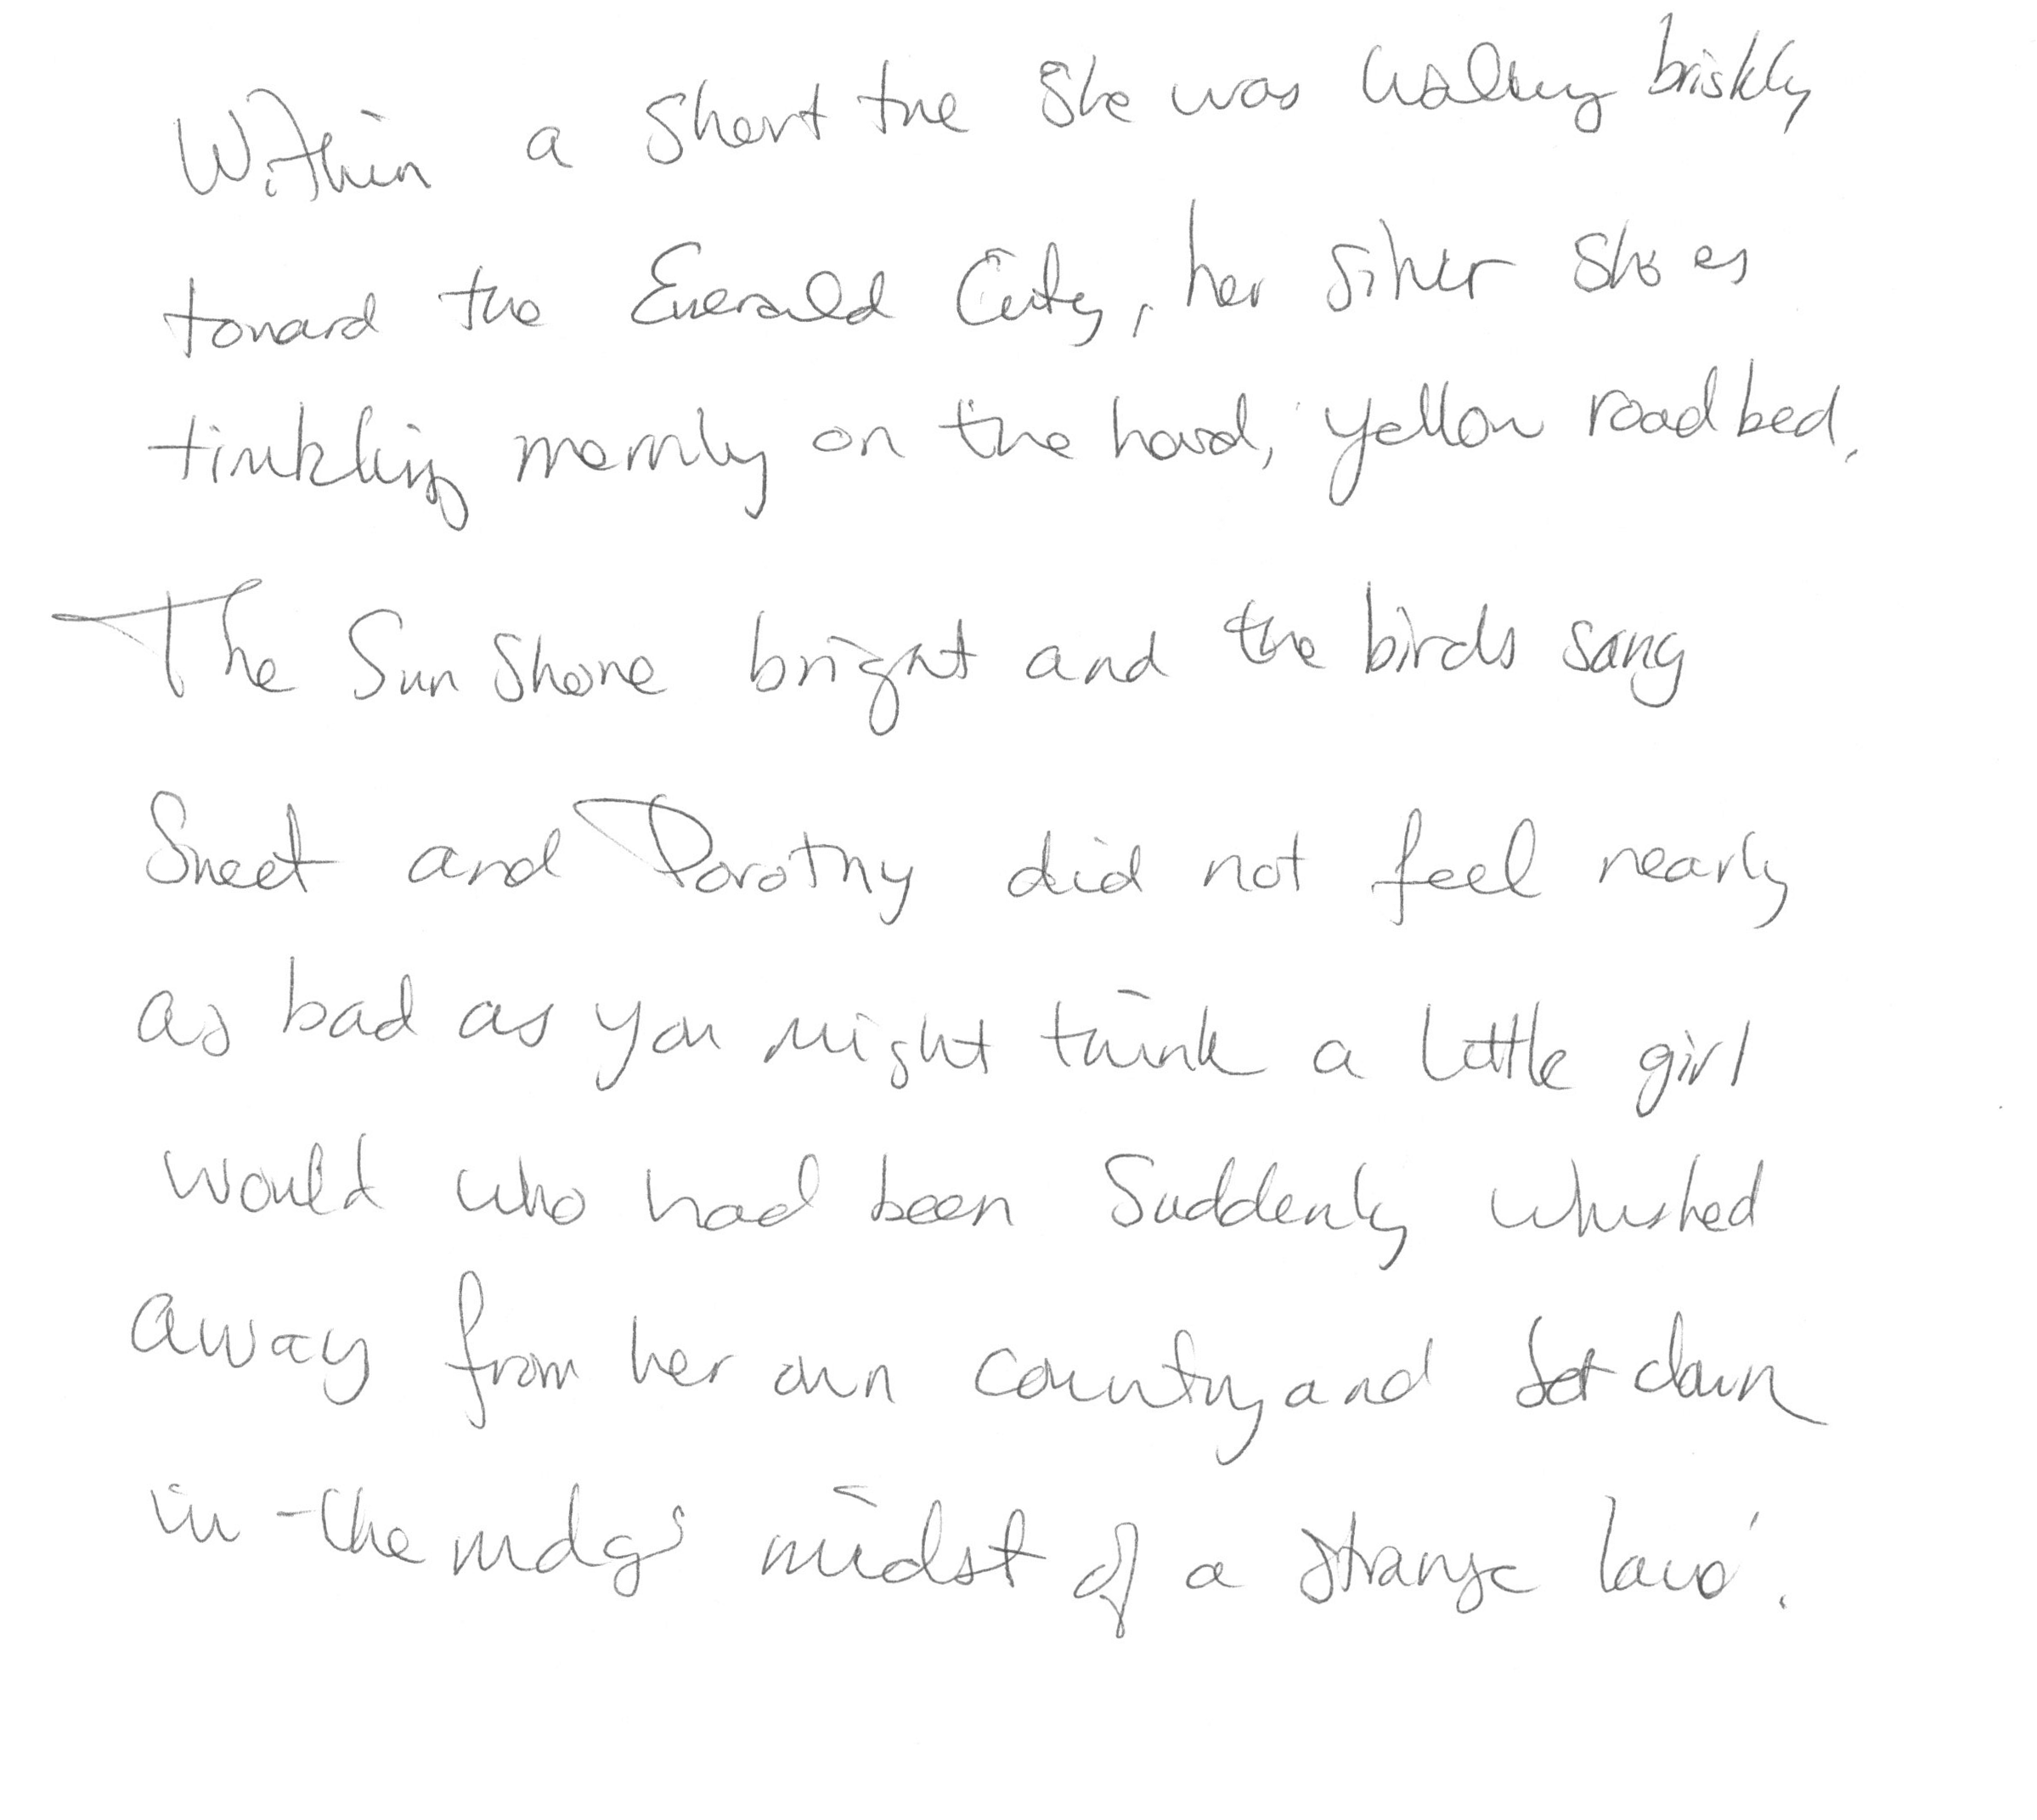 Within a short time she was walking briskly
toward the Emerald City, her silver shoes
tinkling merrily on the hard, yellow roadbed.
The sun shone bright and the birds sang
sweet and Dorothy did not feel nearly
as bad as you might think a little girl
would who had been suddenly whisked
away from her own country and set down
in the midst of a strange land.